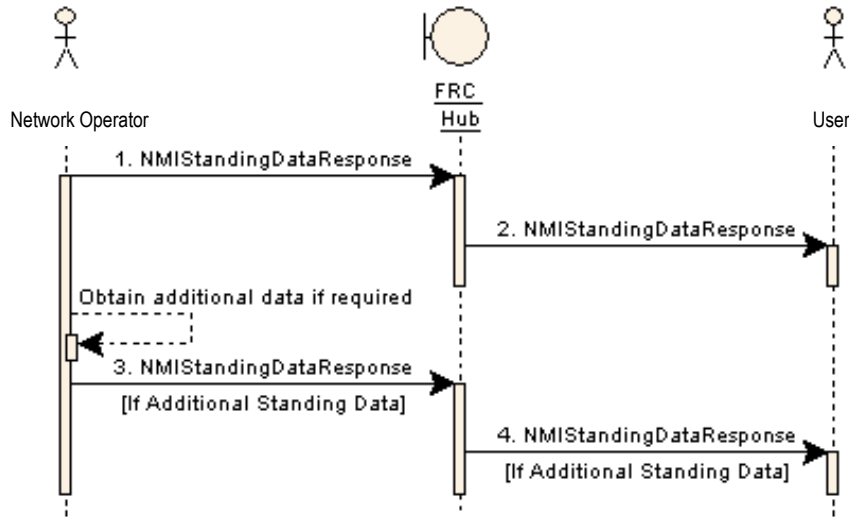 FRC
Hub
Network Operator
User
1. NMIStandingDataResponse
2. NMIStandingDataResponse
Obtain additional data if required
3. NMIStandingDataResponse
[If Additional Standing Data]
4. NMIStandingDataResponse
[If Additional Standing Data]